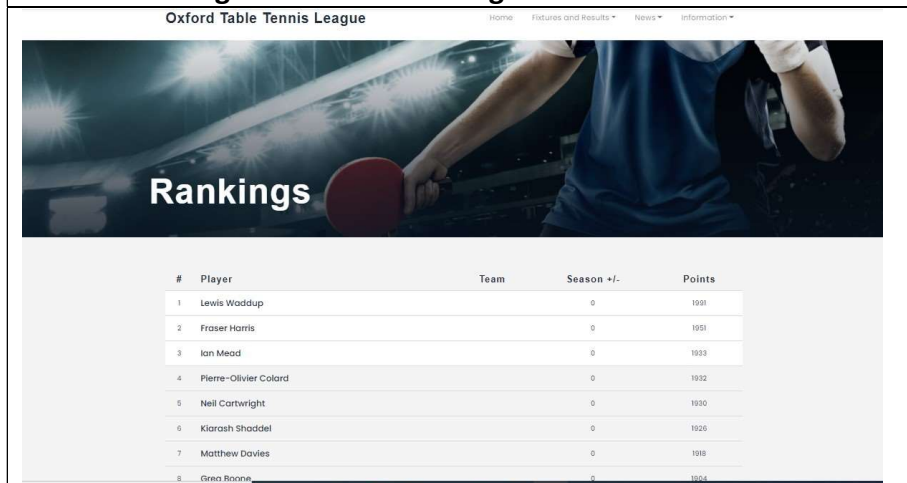 Oxford Table Tennis League Home Fixtures and Results News Information
Rankings
# Player Team Season +/- Points
1 Lewis Waddup 0 1991
2 Fraser Harris 0 1951
3 Ian Mead 0 1933
4 Pierre-Olivier Colard 0 1932
5 Neil Cartwright 0 1930
6 Kiarash Shaddel 0 1926
7 Matthew Davies 0 1918
8 Greg Boone 0 1904